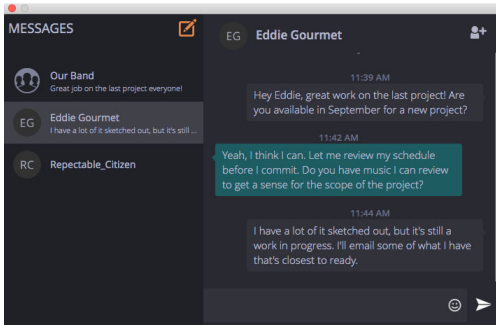 MESSAGES
Our Band
Great job on the last project everyone!
EG
Eddie Gourmet
I have a lot of it sketched out, but it's still ...
RC
Repectable_Citizen
EG
Eddie Gourmet
11:39 AM
Hey Eddie, great work on the last project! Are
you available in September for a new project?
11:42 AM
Yeah, I think I can. Let me review my schedule
before I commit. Do you have music I can review
to get a sense for the scope of the project?
11:44 AM
I have a lot of it sketched out, but it's still a
work in progress. I'll email some of what I have
that's closest to ready.